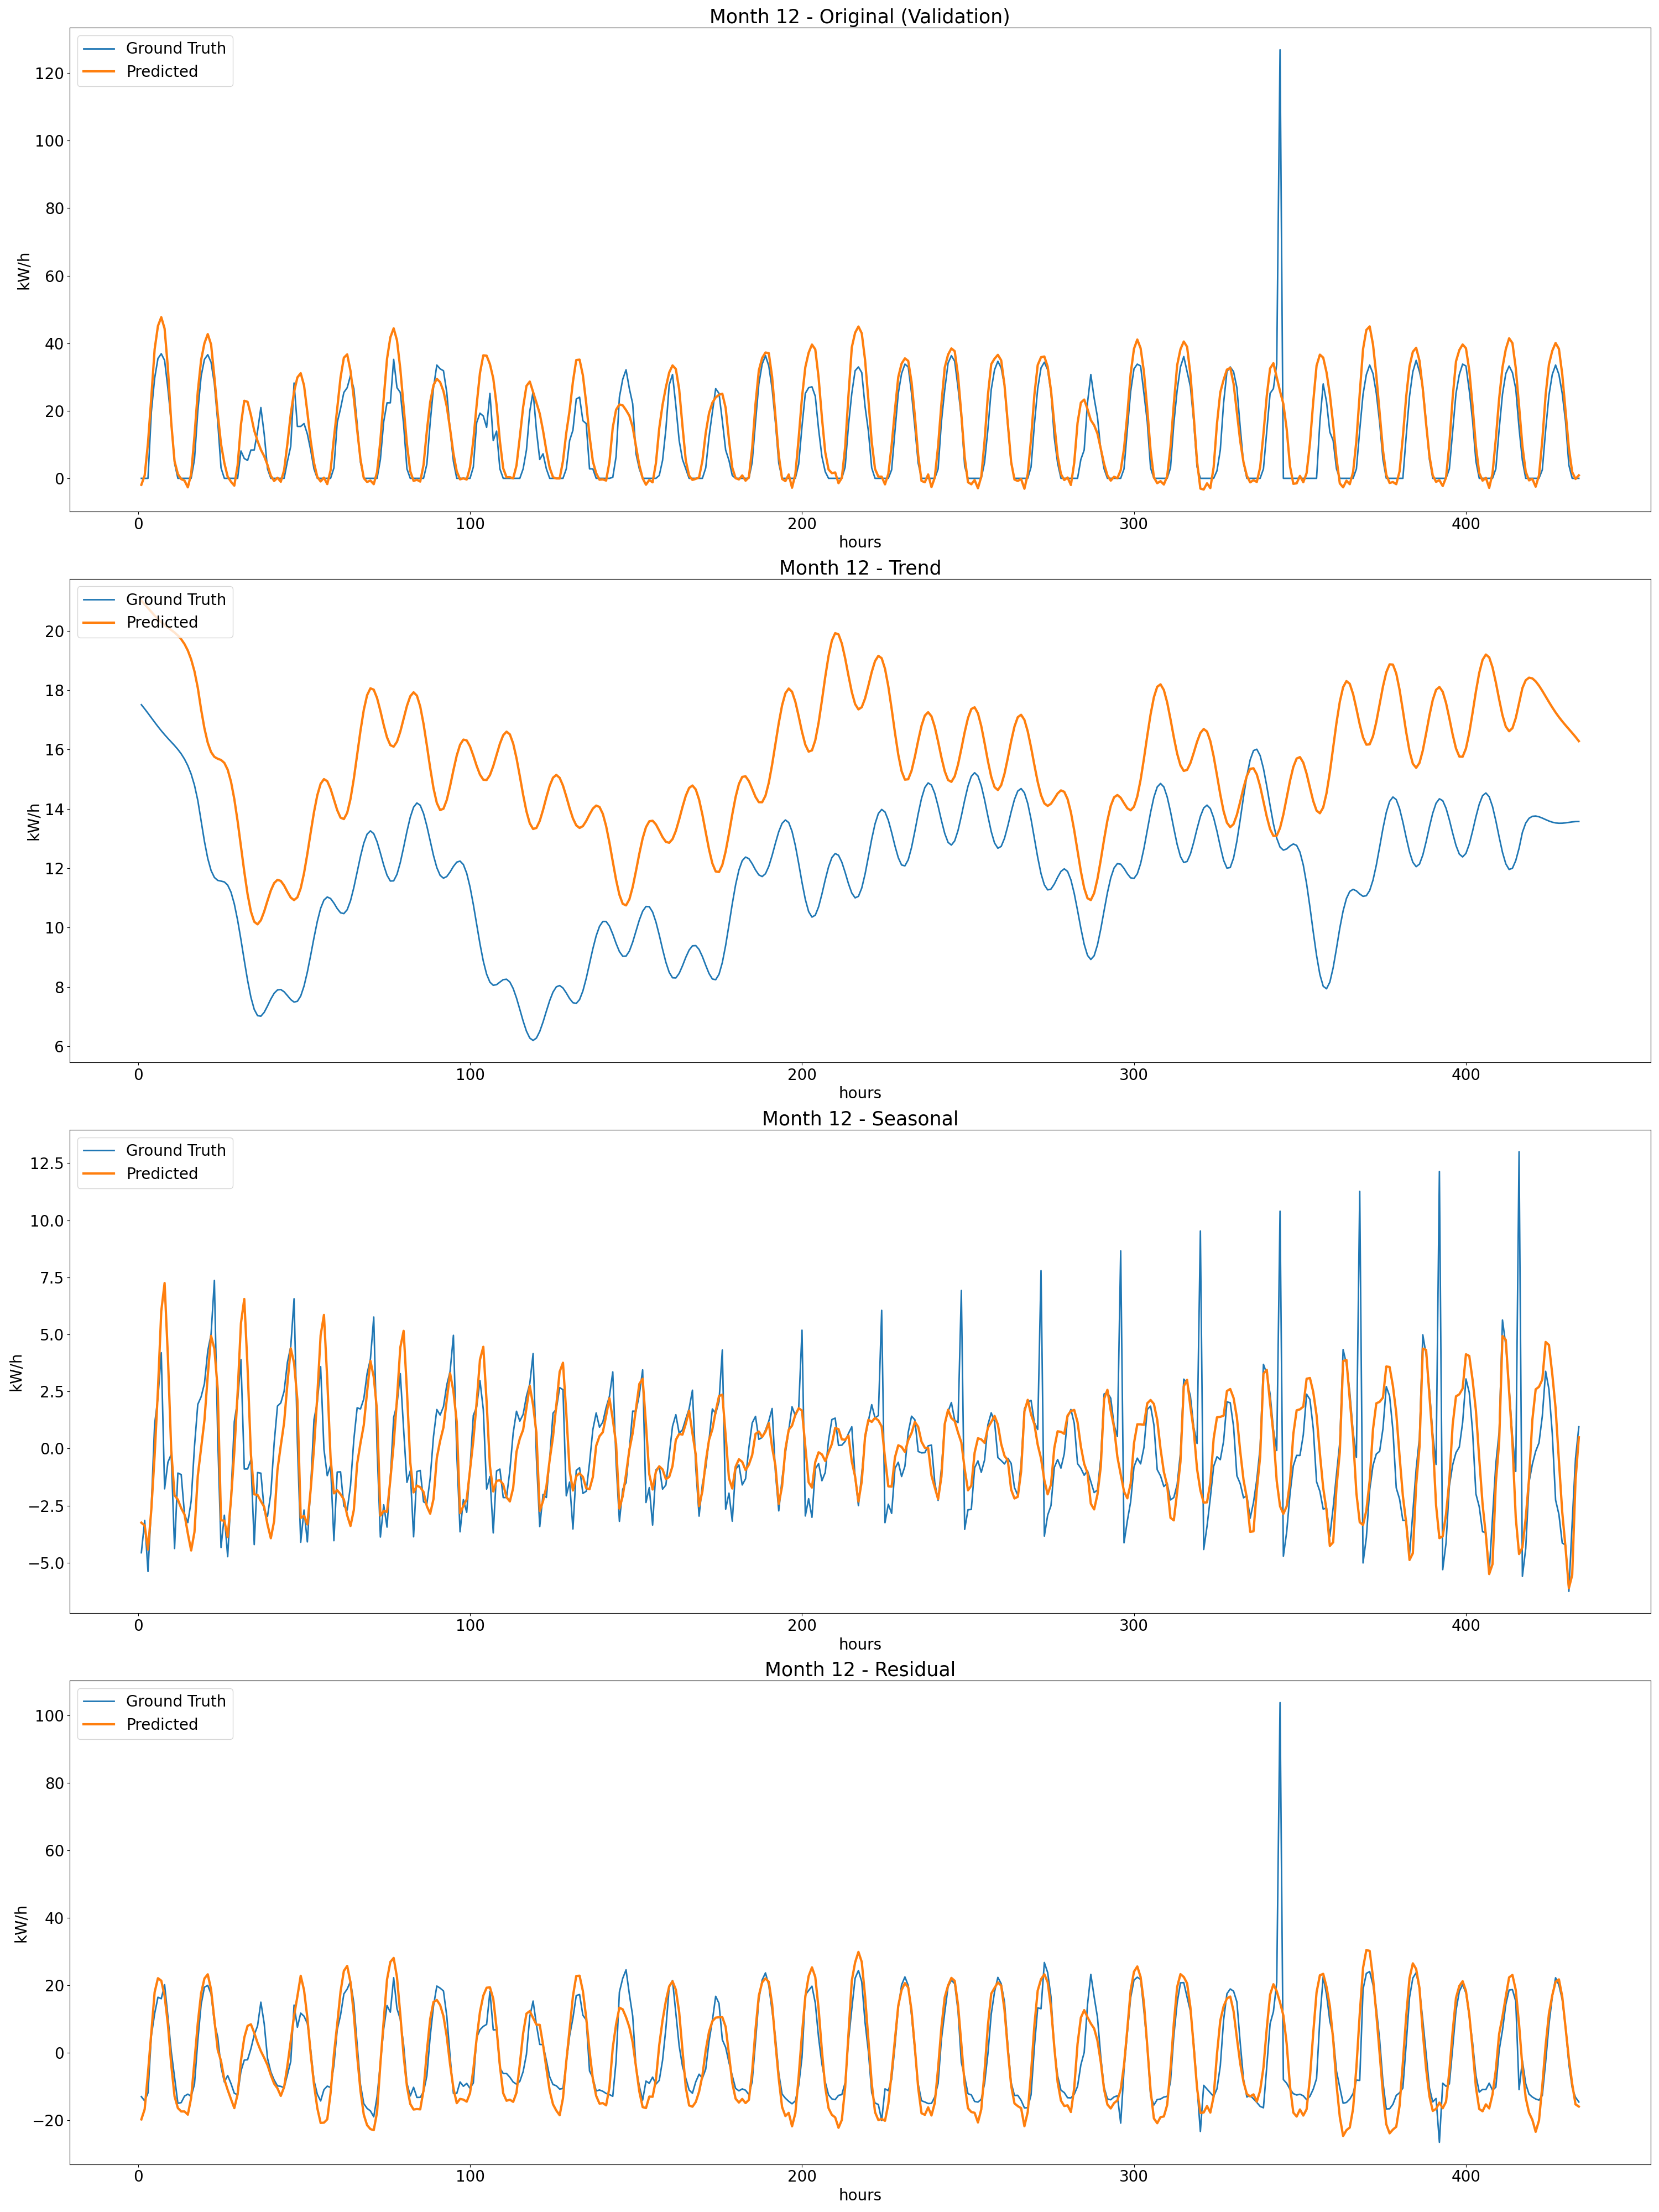 Month 12 - Original (Validation)
Ground Truth
Predicted
kW/h
120
100
80
60
40
20
0
0 100 200 300 400
hours
Month 12 - Trend
Ground Truth
Predicted
kW/h
20
18
16
14
12
10
8
6
0 100 200 300 400
hours
Month 12 - Seasonal
Ground Truth
Predicted
kW/h
12.5
10.0
7.5
5.0
2.5
0.0
−2.5
−5.0
0 100 200 300 400
hours
Month 12 - Residual
Ground Truth
Predicted
kW/h
100
80
60
40
20
0
−20
0 100 200 300 400
hours